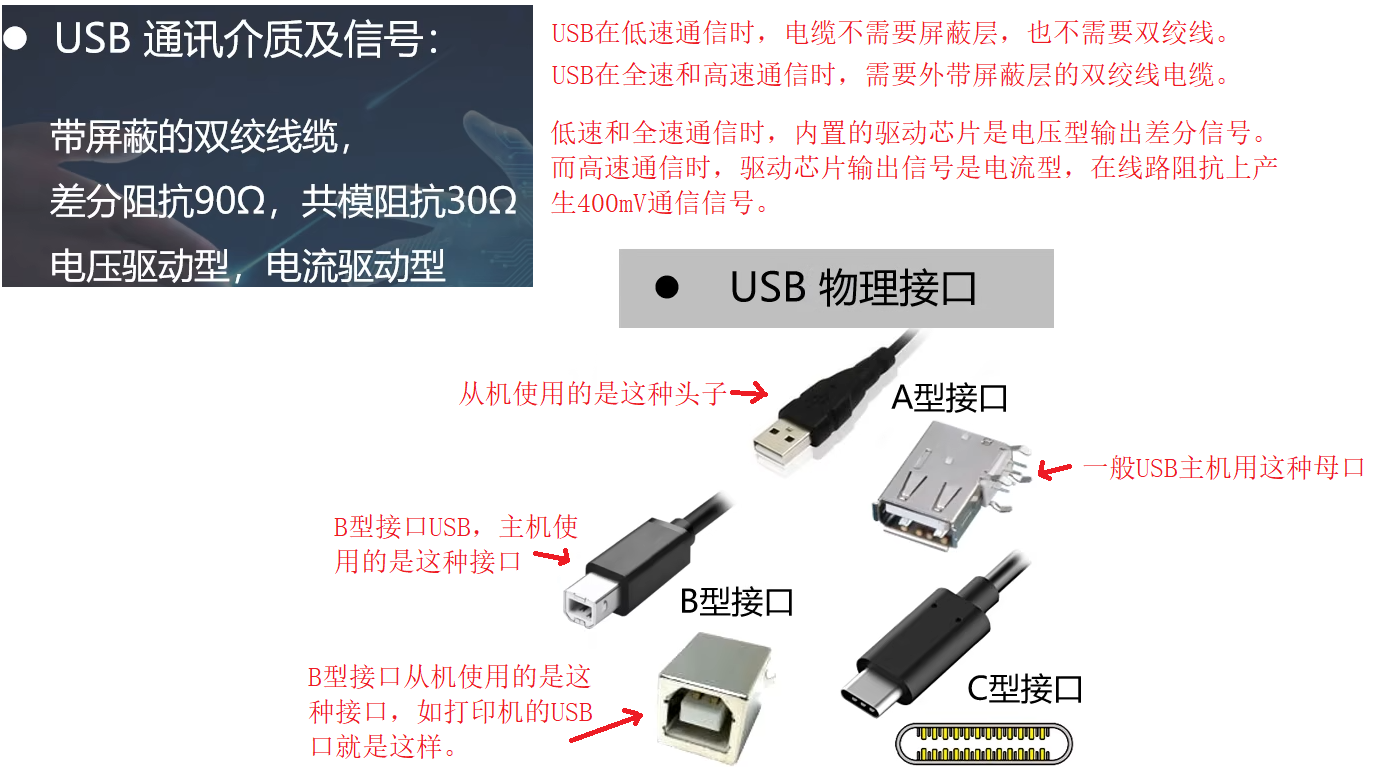 ● USB 通讯介质及信号：
带屏蔽的双绞线缆，
差分阻抗90Ω，共模阻抗30Ω
电压驱动型，电流驱动型
USB在低速通信时，电缆不需要屏蔽层，也不需要双绞线。
USB在全速和高速通信时，需要外带屏蔽层的双绞线电缆。
低速和全速通信时，内置的驱动芯片是电压型输出差分信号。
而高速通信时，驱动芯片输出信号是电流型，在线路阻抗上产
生400mV通信信号。
● USB 物理接口
从机使用的是这种头子
A型接口
一般USB主机用这种母口
B型接口USB，主机使
用的是这种接口
B型接口
B型接口从机使用的是这
种接口，如打印机的USB
口就是这样。
C型接口